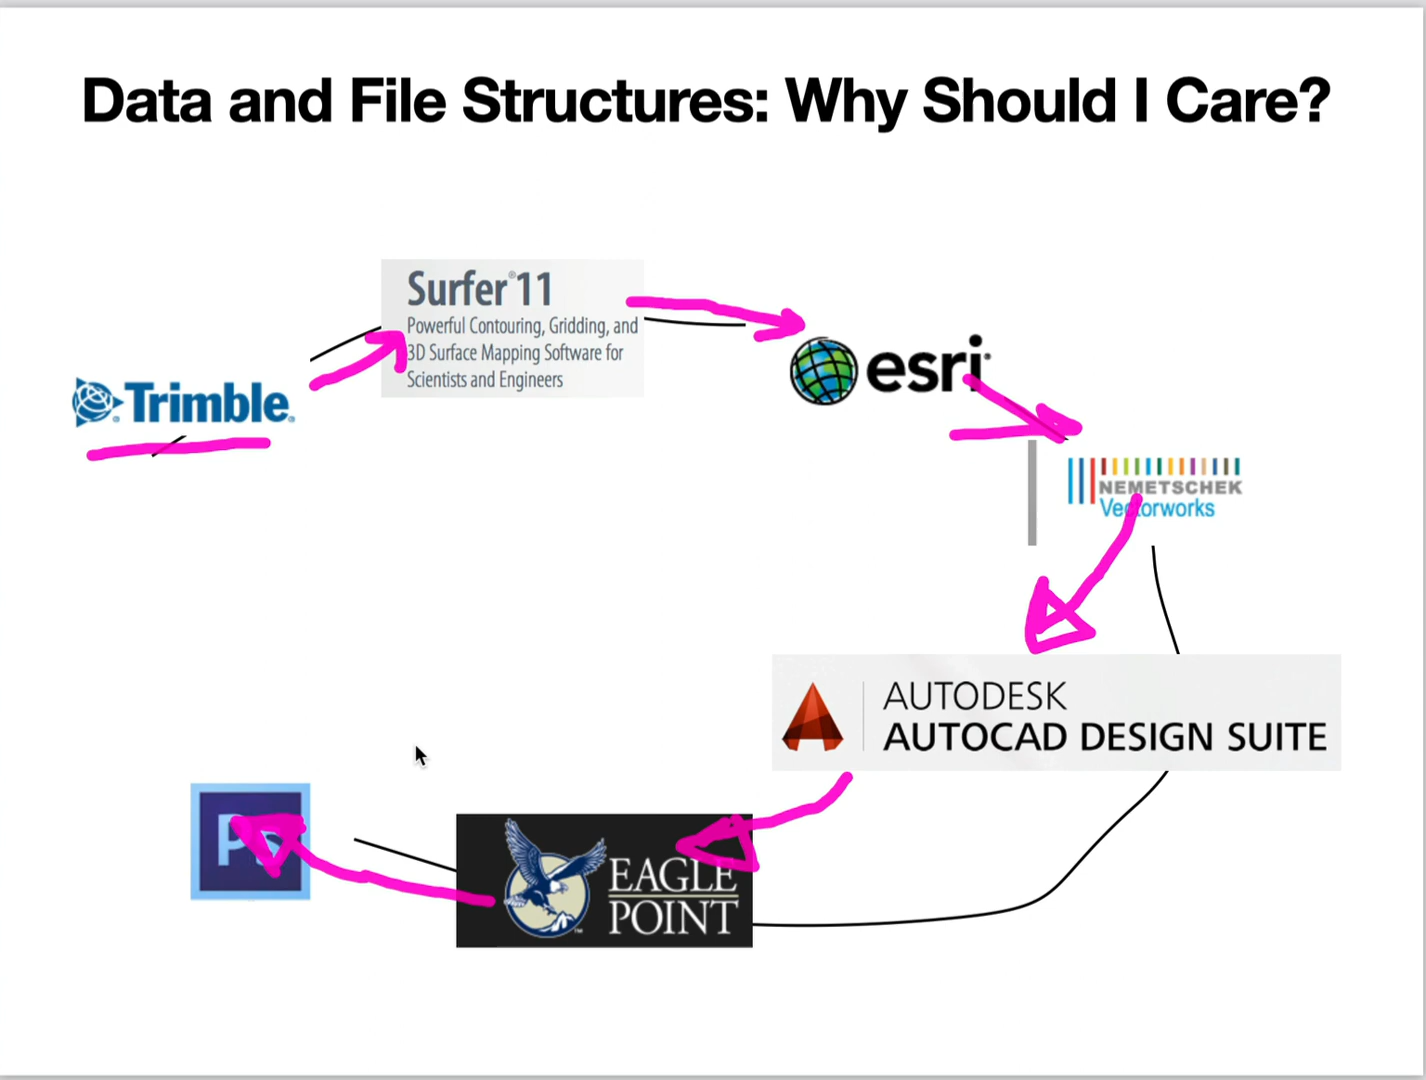 Data and File Structures: Why Should I Care?
Surfer®11
Powerful Contouring, Gridding, and
3D Surface Mapping Software for
Scientists and Engineers
esri
Trimble
NEMETSCHEK
Vectorworks
AUTODESK
AUTOCAD DESIGN SUITE
Ps
EAGLE
POINT
™